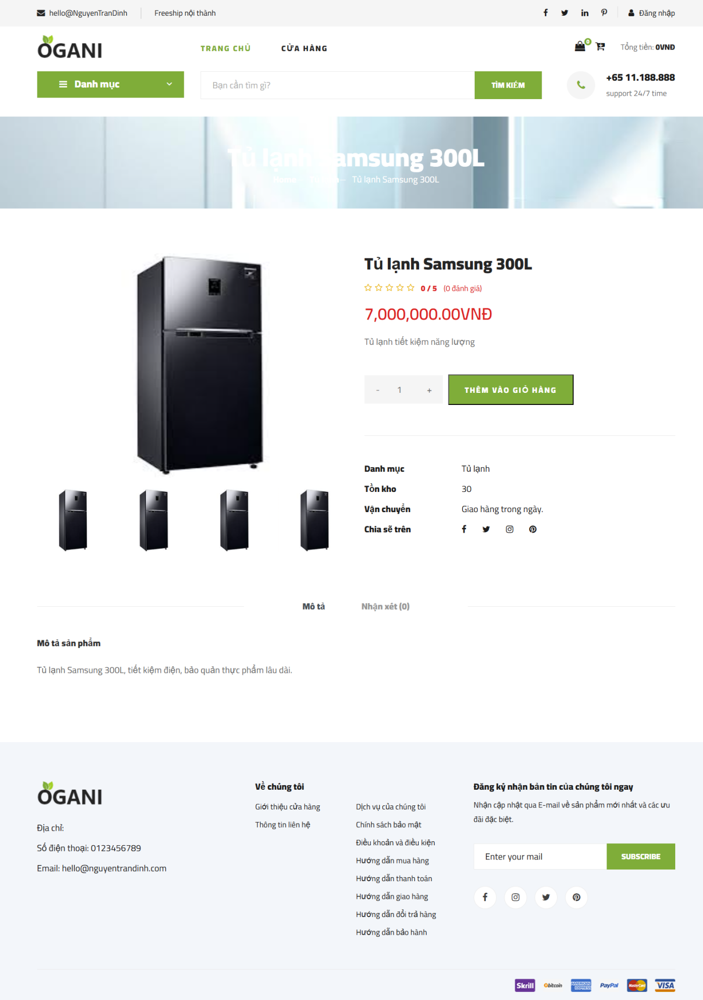 hello@NguyenTranDinh
Freeship nội thành
Đăng nhập
OGANI
TRANG CHỦ
CỬA HÀNG
0
Tổng tiền: 0VNĐ
Danh mục
Bạn cần tìm gì?
TÌM KIẾM
+65 11.188.888
support 24/7 time
Tủ lạnh Samsung 300L
Home
Tủ lạnh Samsung 300L
Tủ lạnh Samsung 300L
0 / 5 (0 đánh giá)
7,000,000.00VNĐ
Tủ lạnh tiết kiệm năng lượng
- 1 +
THÊM VÀO GIỎ HÀNG
Danh mục Tủ lạnh
Tồn kho 30
Vận chuyển Giao hàng trong ngày.
Chia sẽ trên
Mô tả
Nhận xét (0)
Mô tả sản phẩm
Tủ lạnh Samsung 300L, tiết kiệm điện, bảo quản thực phẩm lâu dài.
OGANI
Địa chỉ:
Số điện thoại: 0123456789
Email: hello@nguyentrandinh.com
Về chúng tôi
Giới thiệu cửa hàng
Thông tin liên hệ
Dịch vụ của chúng tôi
Chính sách bảo mật
Điều khoản và điều kiện
Hướng dẫn mua hàng
Hướng dẫn thanh toán
Hướng dẫn giao hàng
Hướng dẫn đổi trả hàng
Hướng dẫn bảo hành
Đăng ký nhận bản tin của chúng tôi ngay
Nhận cập nhật qua E-mail về sản phẩm mới nhất và các ưu
đãi đặc biệt.
Enter your mail
SUBSCRIBE
Skrill
bitcoin
AMERICAN EXPRESS
PayPal
MasterCard
VISA